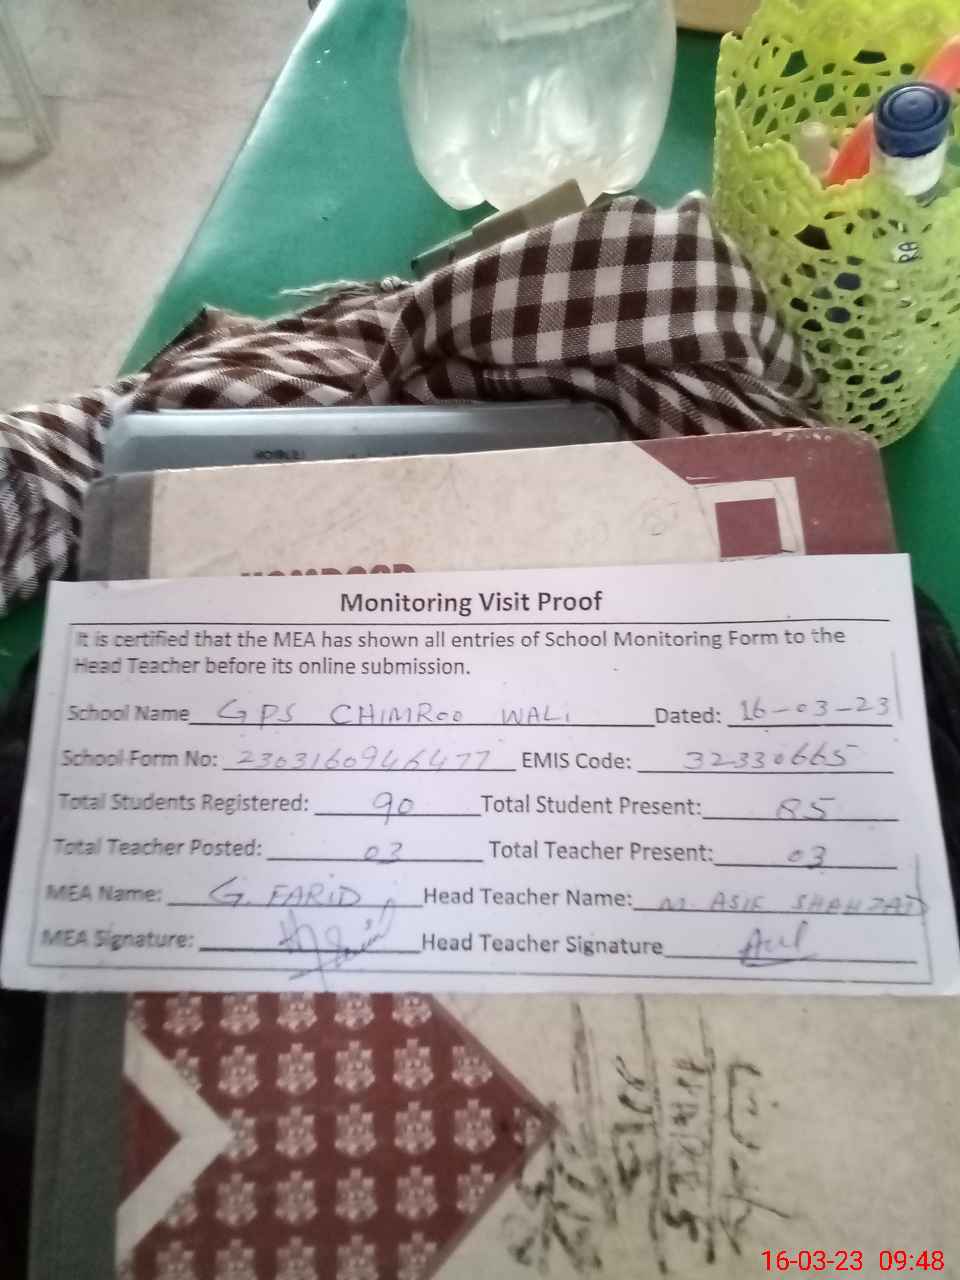 Monitoring Visit Proof
It is certified that the MEA has shown all entries of School Monitoring Form to the
Head Teacher before its online submission.
School Name GPS CHIMROO WALI Dated: 16-03-23
School Form No: 2303160946477 EMIS Code: 32330665
Total Students Registered: 90 Total Student Present: 85
Total Teacher Posted: 03 Total Teacher Present: 03
MEA Name: G. FARID Head Teacher Name: M. ASIF SHAHZAD
MEA Signature: Head Teacher Signature
16-03-23 09:48